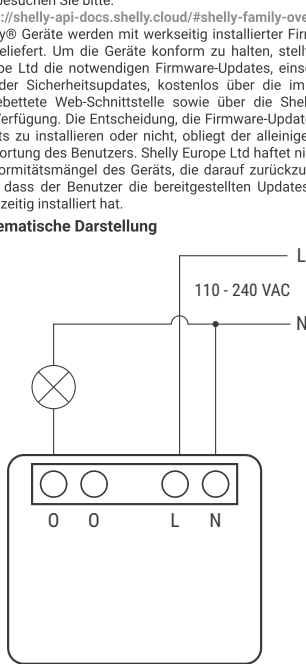 besuchen Sie bitte:
://shelly-api-docs.shelly.cloud/#shelly-family-ove
y® Geräte werden mit werkseitig installierter Fir
eliefert. Um die Geräte konform zu halten, stell
pe Ltd die notwendigen Firmware-Updates, eins
der Sicherheitsupdates, kostenlos über die im
ebettete Web-Schnittstelle sowie über die Shel
Verfügung. Die Entscheidung, die Firmware-Update
ts zu installieren oder nicht, obliegt der alleinige
ortung des Benutzers. Shelly Europe Ltd haftet ni
ormitätsmängel des Geräts, die darauf zurückzu
dass der Benutzer die bereitgestellten Updates
zeitig installiert hat.
ematische Darstellung
L
110 - 240 VAC
N
O O L N